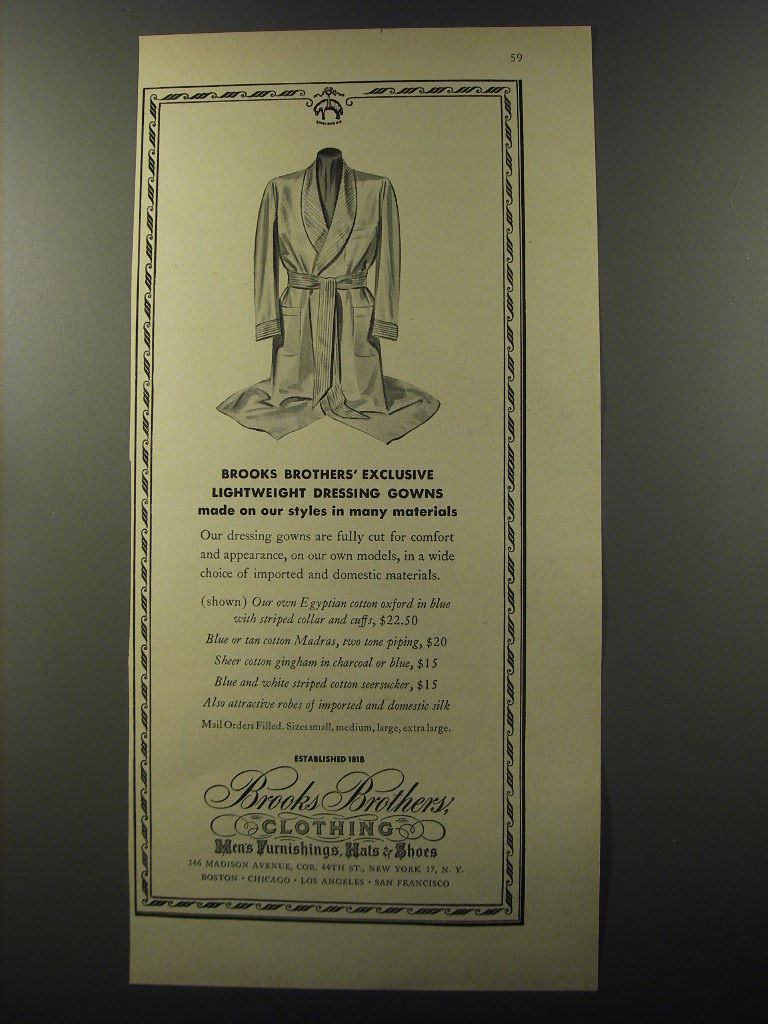 59
BROOKS BROTHERS' EXCLUSIVE
LIGHTWEIGHT DRESSING GOWNS
made on our styles in many materials
Our dressing gowns are fully cut for comfort
and appearance, on our own models, in a wide
choice of imported and domestic materials.
(shown) Our own Egyptian cotton oxford in blue
with striped collar and cuffs, $22.50
Blue or tan cotton Madras, two tone piping, $20
Sheer cotton gingham in charcoal or blue, $15
Blue and white striped cotton seersucker, $15
Also attractive robes of imported and domestic silk
Mail Orders Filled. Sizes small, medium, large, extra large.
ESTABLISHED 1818
Brooks Brothers,
CLOTHING
Men's Furnishings, Hats & Shoes
346 MADISON AVENUE, COR. 44TH ST., NEW YORK 17, N. Y.
BOSTON • CHICAGO • LOS ANGELES • SAN FRANCISCO